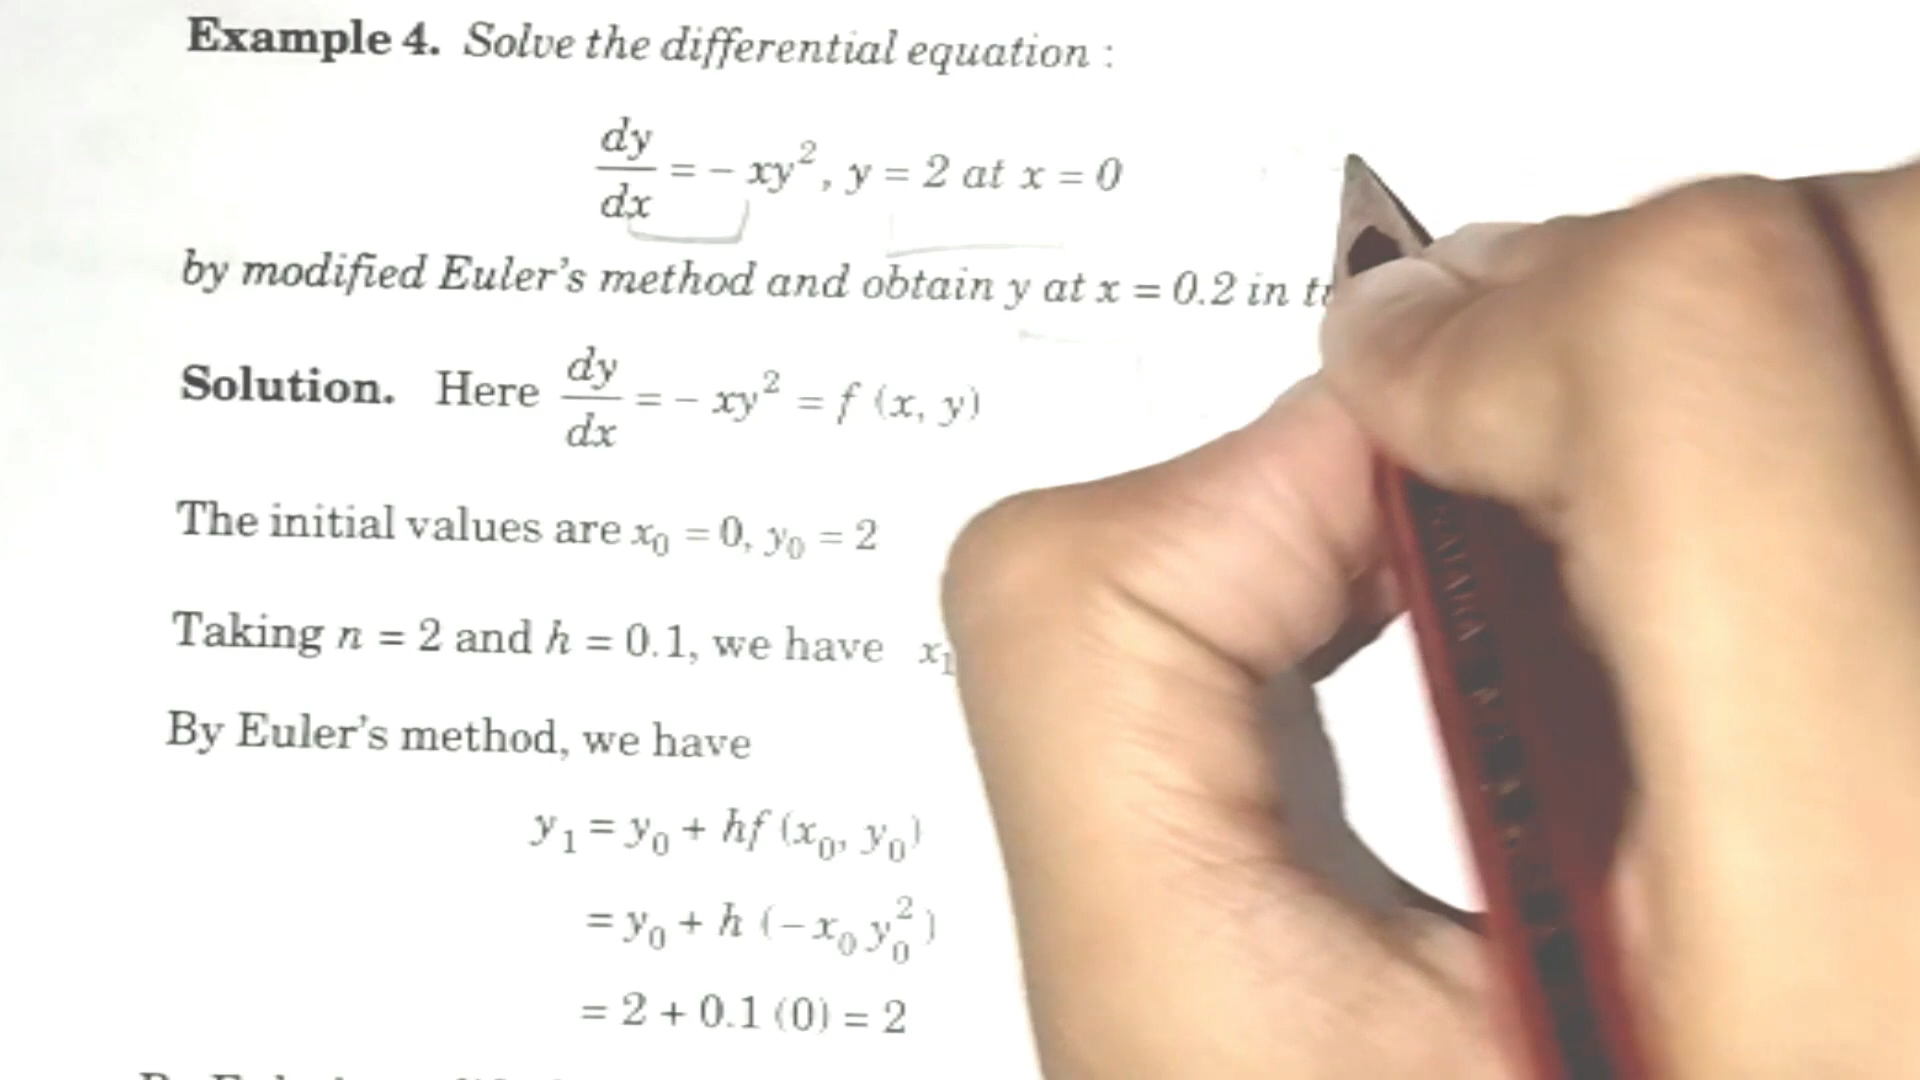 Example 4. Solve the differential equation :
dy/dx = − xy², y = 2 at x = 0
by modified Euler's method and obtain y at x = 0.2 in
Solution. Here dy/dx = − xy² = f (x, y)
The initial values are x₀ = 0, y₀ = 2
Taking n = 2 and h = 0.1, we have x₁
By Euler's method, we have
y₁ = y₀ + hf (x₀, y₀)
= y₀ + h (− x₀ y₀²)
= 2 + 0.1 (0) = 2